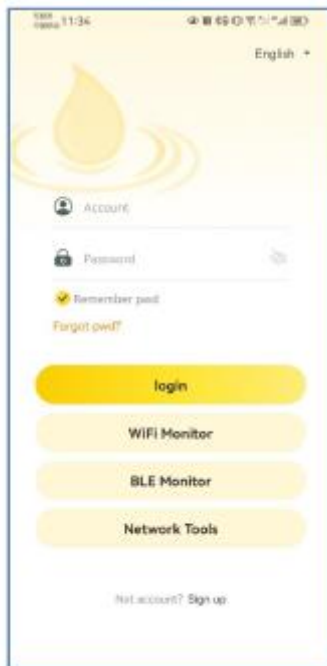 11:34
English
Account
Password
Remember pwd
Forgot pwd?
login
WiFi Monitor
BLE Monitor
Network Tools
Not account? Sign up